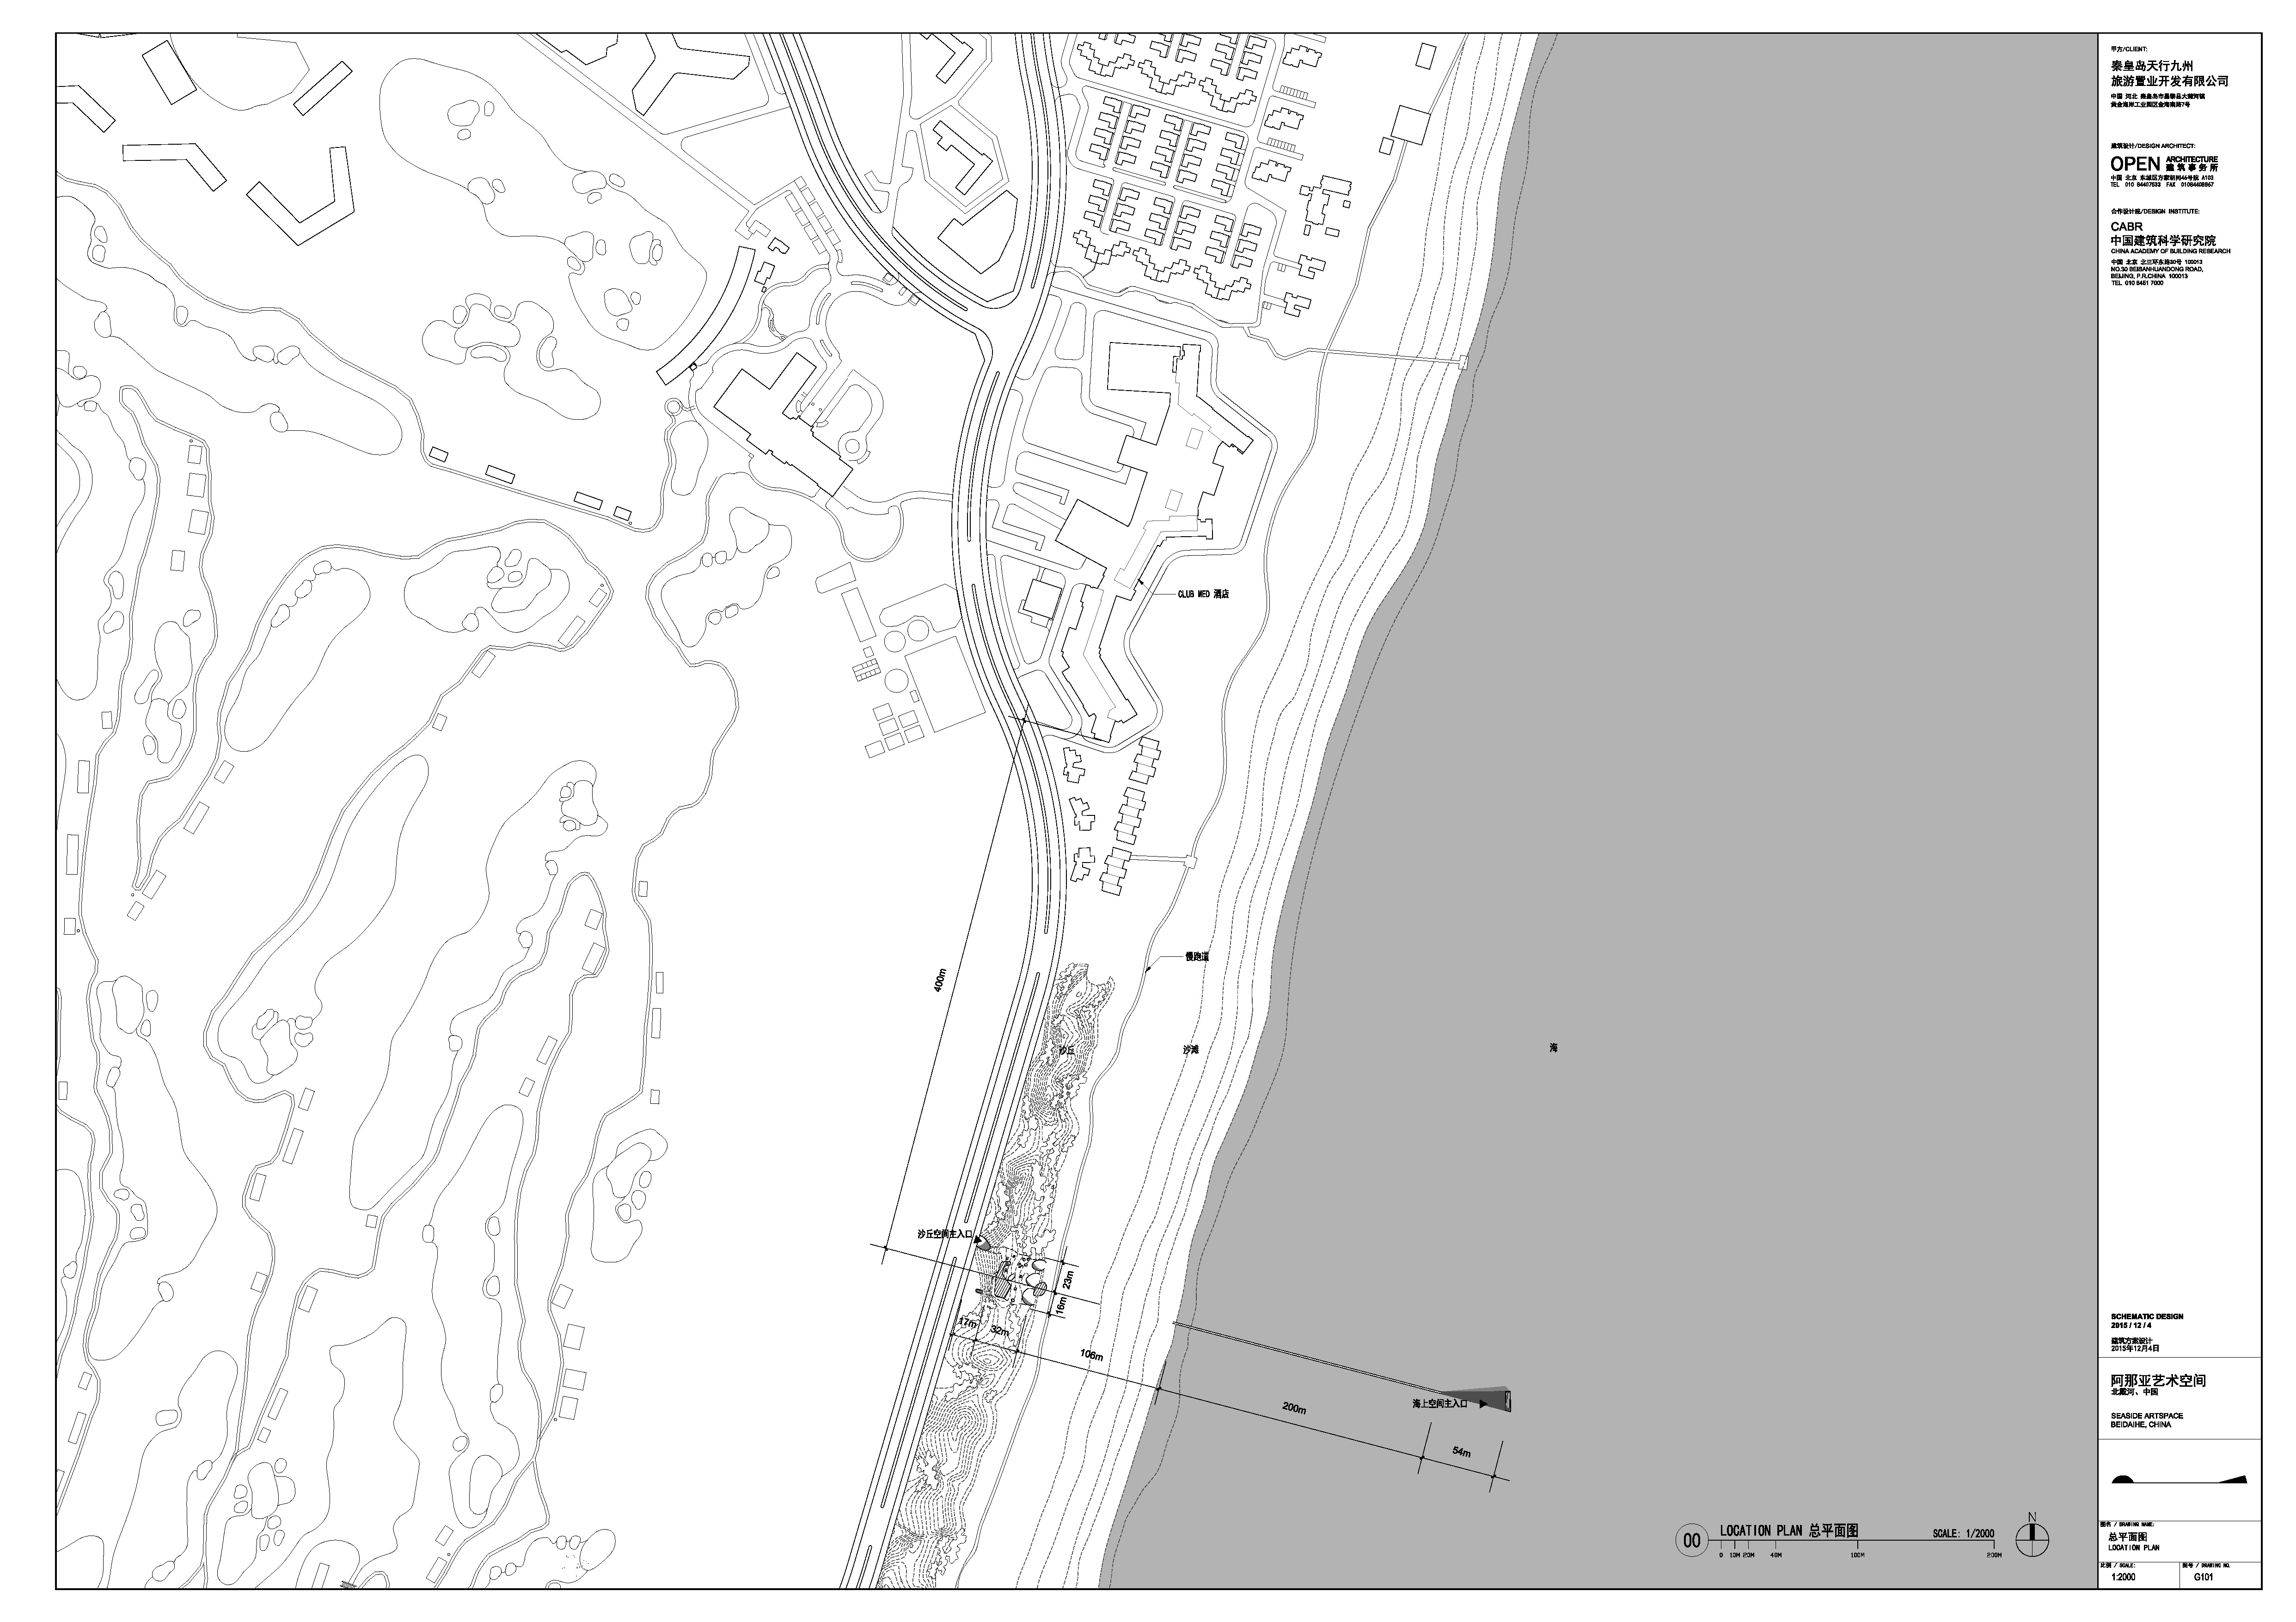 甲方/CLIENT:
秦皇岛天行九州
旅游置业开发有限公司
中国 河北 秦皇岛市昌黎县大蒲河镇
黄金海岸工业园区金海南路7号
建筑设计/DESIGN ARCHITECT:
OPEN ARCHITECTURE
建筑事务所
中国 北京 东城区方家胡同46号院 A103
TEL 010 84407533 FAX
合作设计院/DESIGN INSTITUTE:
CABR
中国建筑科学研究院
CHINA ACADEMY OF BUILDING RESEARCH
中国 北京 北三环东路30号 100013
NO.30 BEISANHUANDONG ROAD,
BEIJING, P.R.CHINA 100013
TEL 010 6451 7000
CLUB MED 酒店
慢跑道
400m
沙丘
沙滩
海
沙丘空间主入口
23m
16m
17m
32m
106m
200m
54m
海上空间主入口
00
LOCATION PLAN 总平面图
SCALE: 1/2000
0 10M 20M 40M 100M 200M
N
SCHEMATIC DESIGN
2015 / 12 / 4
建筑方案设计
2015年12月4日
阿那亚艺术空间
北戴河、中国
SEASIDE ARTSPACE
BEIDAIHE, CHINA
图名 / DRAWING NAME:
总平面图
LOCATION PLAN
比例 / SCALE:
1:2000
图号 / DRAWING NO.
G101